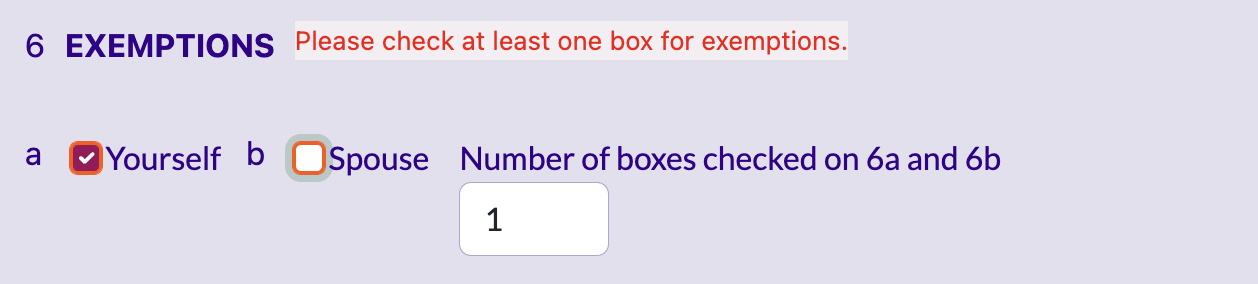 6 EXEMPTIONS Please check at least one box for exemptions.
a Yourself b Spouse Number of boxes checked on 6a and 6b
1